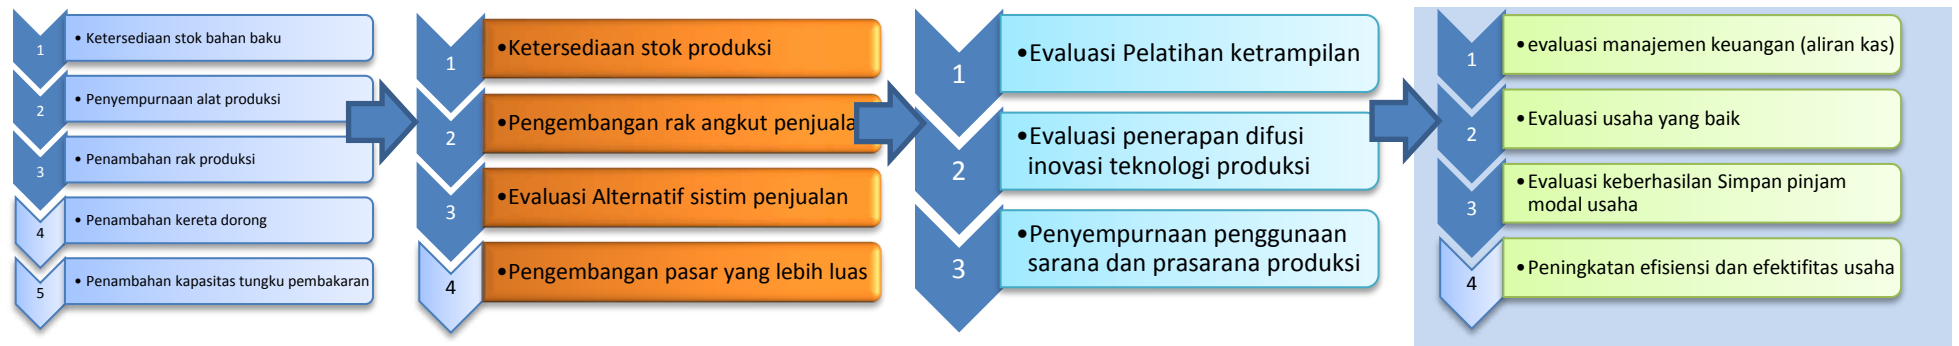 1
• Ketersediaan stok bahan baku
2
• Penyempurnaan alat produksi
3
• Penambahan rak produksi
4
• Penambahan kereta dorong
5
• Penambahan kapasitas tungku pembakaran
1
•Ketersediaan stok produksi
2
•Pengembangan rak angkut penjuala
3
•Evaluasi Alternatif sistim penjualan
4
•Pengembangan pasar yang lebih luas
1
•Evaluasi Pelatihan ketrampilan
2
•Evaluasi penerapan difusi
inovasi teknologi produksi
3
•Penyempurnaan penggunaan
sarana dan prasarana produksi
1
•evaluasi manajemen keuangan (aliran kas)
2
•Evaluasi usaha yang baik
3
•Evaluasi keberhasilan Simpan pinjam
modal usaha
4
•Peningkatan efisiensi dan efektifitas usaha